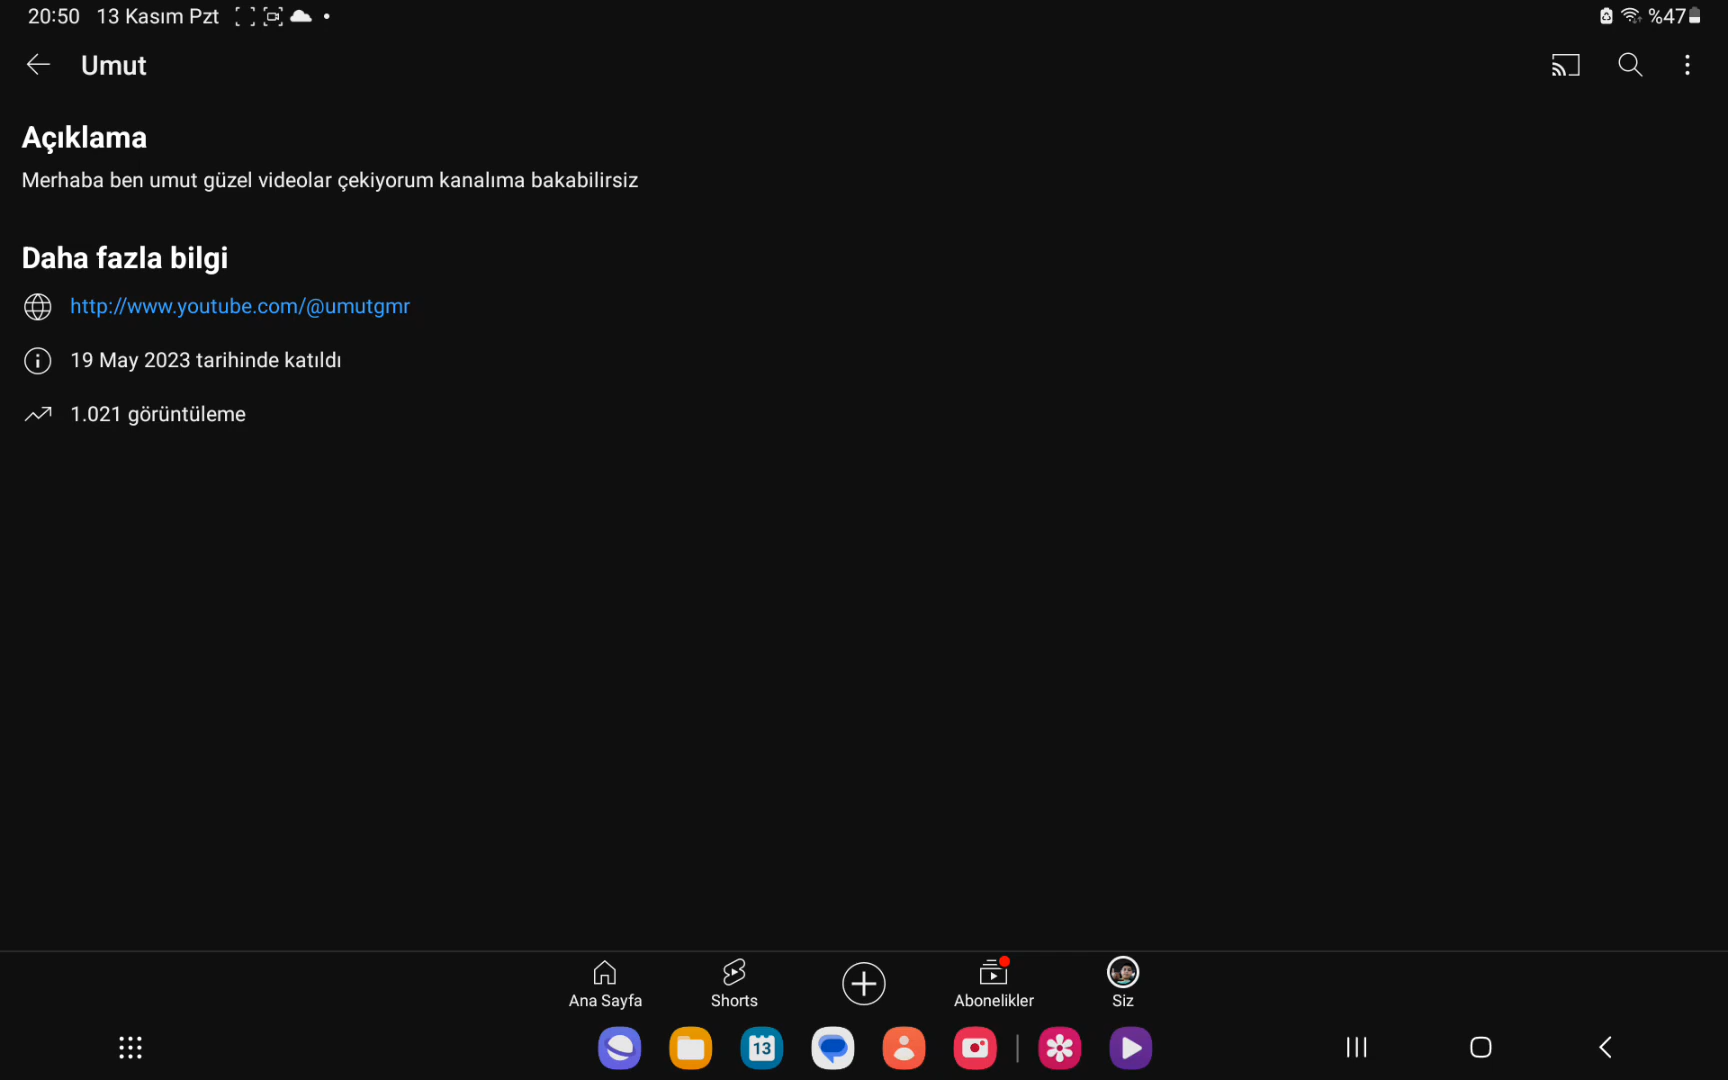 20:50 13 Kasım Pzt
%47
Umut
Açıklama
Merhaba ben umut güzel videolar çekiyorum kanalıma bakabilirsiz
Daha fazla bilgi
http://www.youtube.com/@umutgmr
19 May 2023 tarihinde katıldı
1.021 görüntüleme
Ana Sayfa
Shorts
Abonelikler
Siz
13